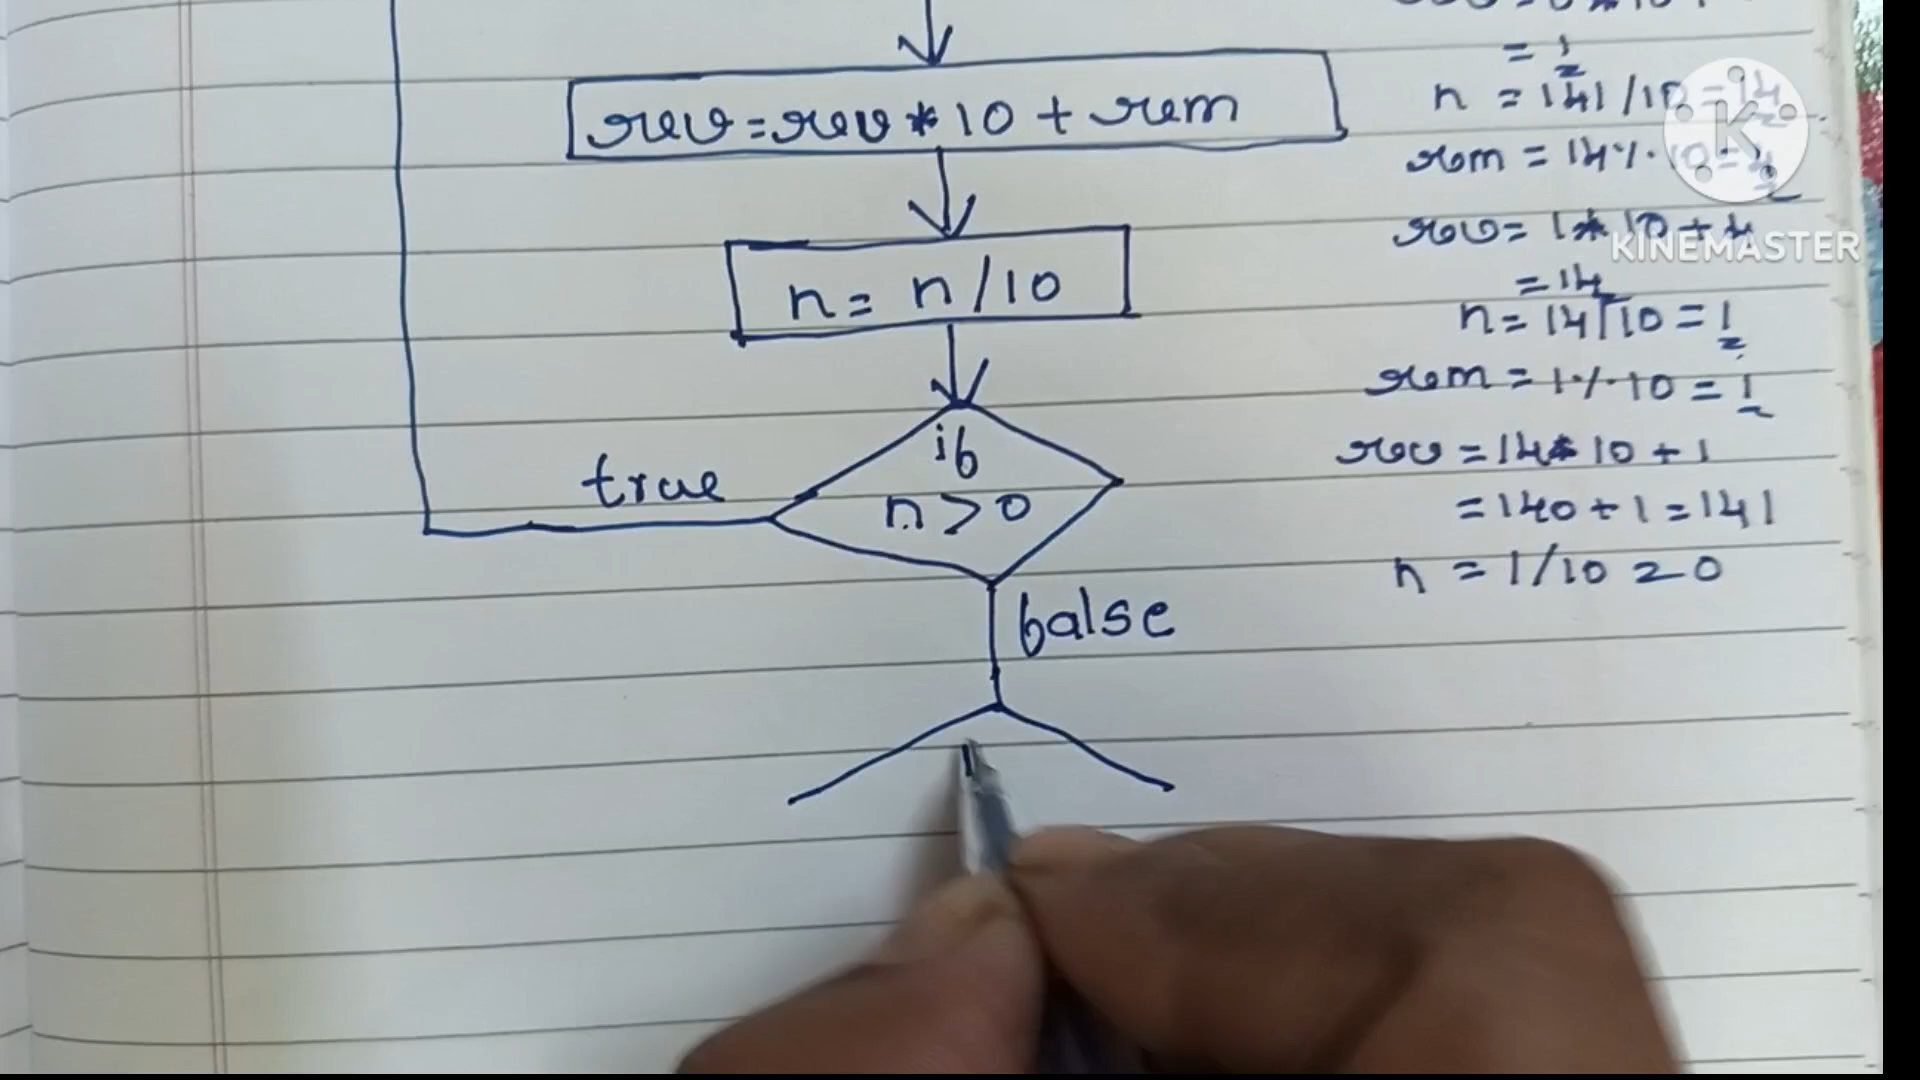 rev=rev * 10 + rem
n = n/10
if
n > 0
true
false
= 1
n = 141/10 = 14
rem = 14 % 10 = 4
rev = 1 * 10 + 4
= 14
n = 14/10 = 1
rem = 1 % 10 = 1
rev = 14 * 10 + 1
= 140 + 1 = 141
n = 1/10 = 0
K
KINEMASTER